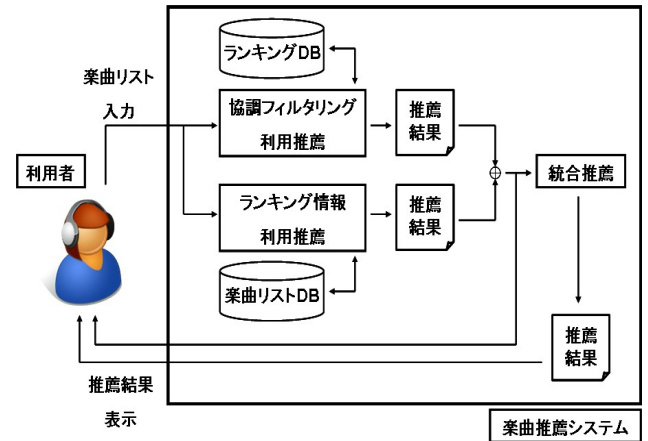 ランキングDB
楽曲リスト
入力
協調フィルタリング
利用推薦
推薦
結果
利用者
統合推薦
ランキング情報
利用推薦
推薦
結果
楽曲リストDB
推薦
結果
推薦結果
表示
楽曲推薦システム